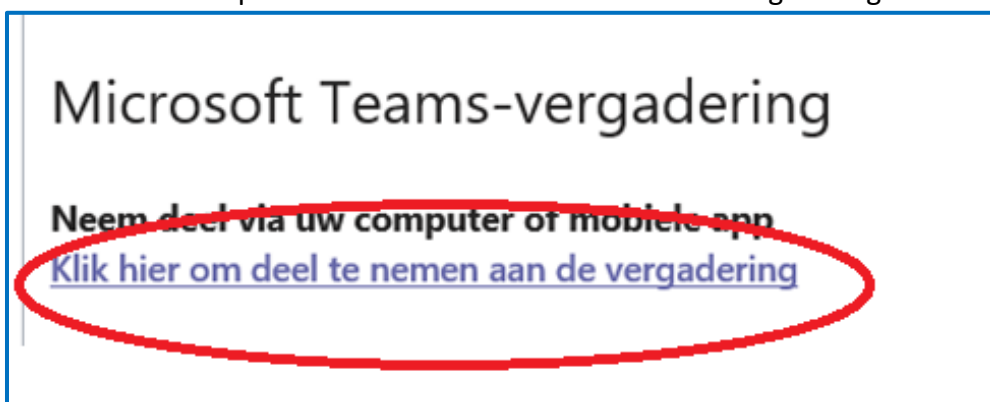 Microsoft Teams-vergadering
Neem deel via uw computer of mobiele app
Klik hier om deel te nemen aan de vergadering